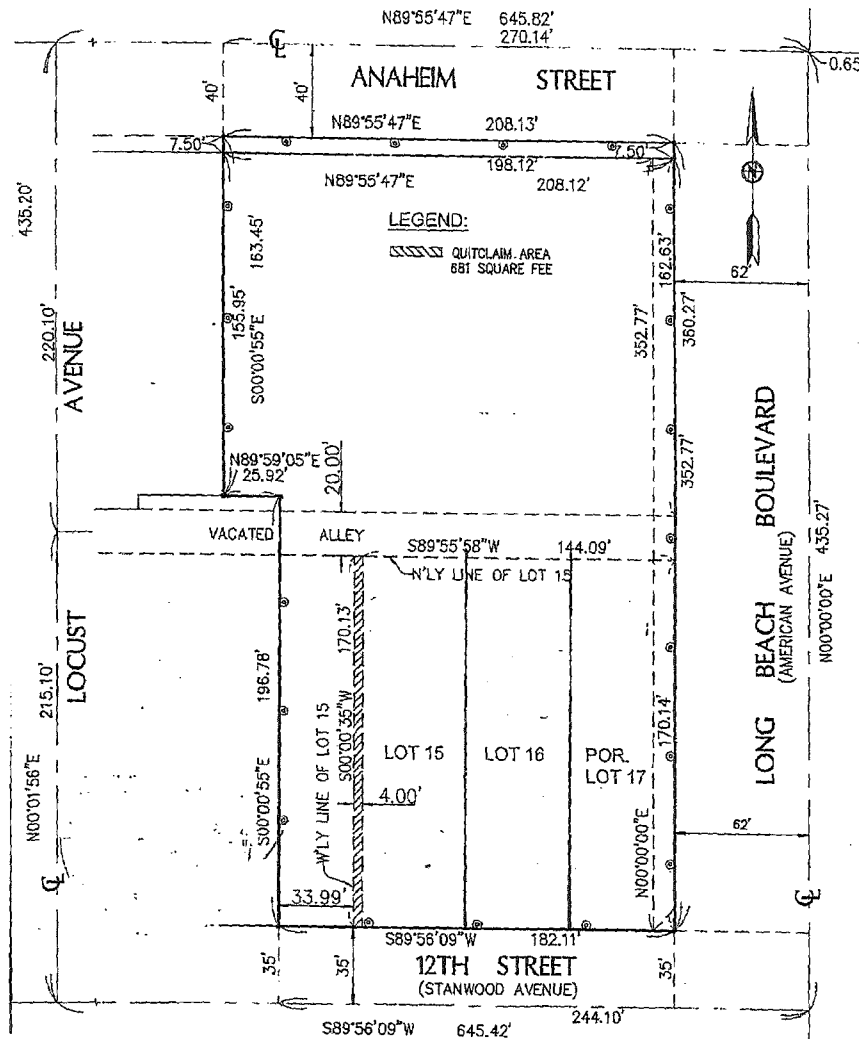 N89°55'47"E 645.82'
270.14'
℄
0.65
ANAHEIM STREET
40'
40'
N89°55'47"E 208.13'
7.50'
7.50'
198.12'
N89°55'47"E 208.12'
LEGEND:
QUITCLAIM AREA
681 SQUARE FEE
N
435.20'
220.10'
AVENUE
163.45'
155.95'
S00°00'55"E
162.63'
62'
352.77'
360.27'
352.77'
N89°59'05"E
25.92'
20.00'
VACATED ALLEY
S89°55'58"W 144.09'
N'LY LINE OF LOT 15
LONG BEACH BOULEVARD
(AMERICAN AVENUE)
N00°00'00"E 435.27'
215.10'
LOCUST
N00°01'56"E
℄
196.78'
S00°00'55"E
170.13'
S00°00'35"W
W'LY LINE OF LOT 15
4.00'
LOT 15
LOT 16
POR.
LOT 17
170.14'
N00°00'00"E
62'
℄
33.99'
S89°56'09"W 182.11'
35'
35'
35'
12TH STREET
(STANWOOD AVENUE)
244.10'
S89°56'09"W 645.42'